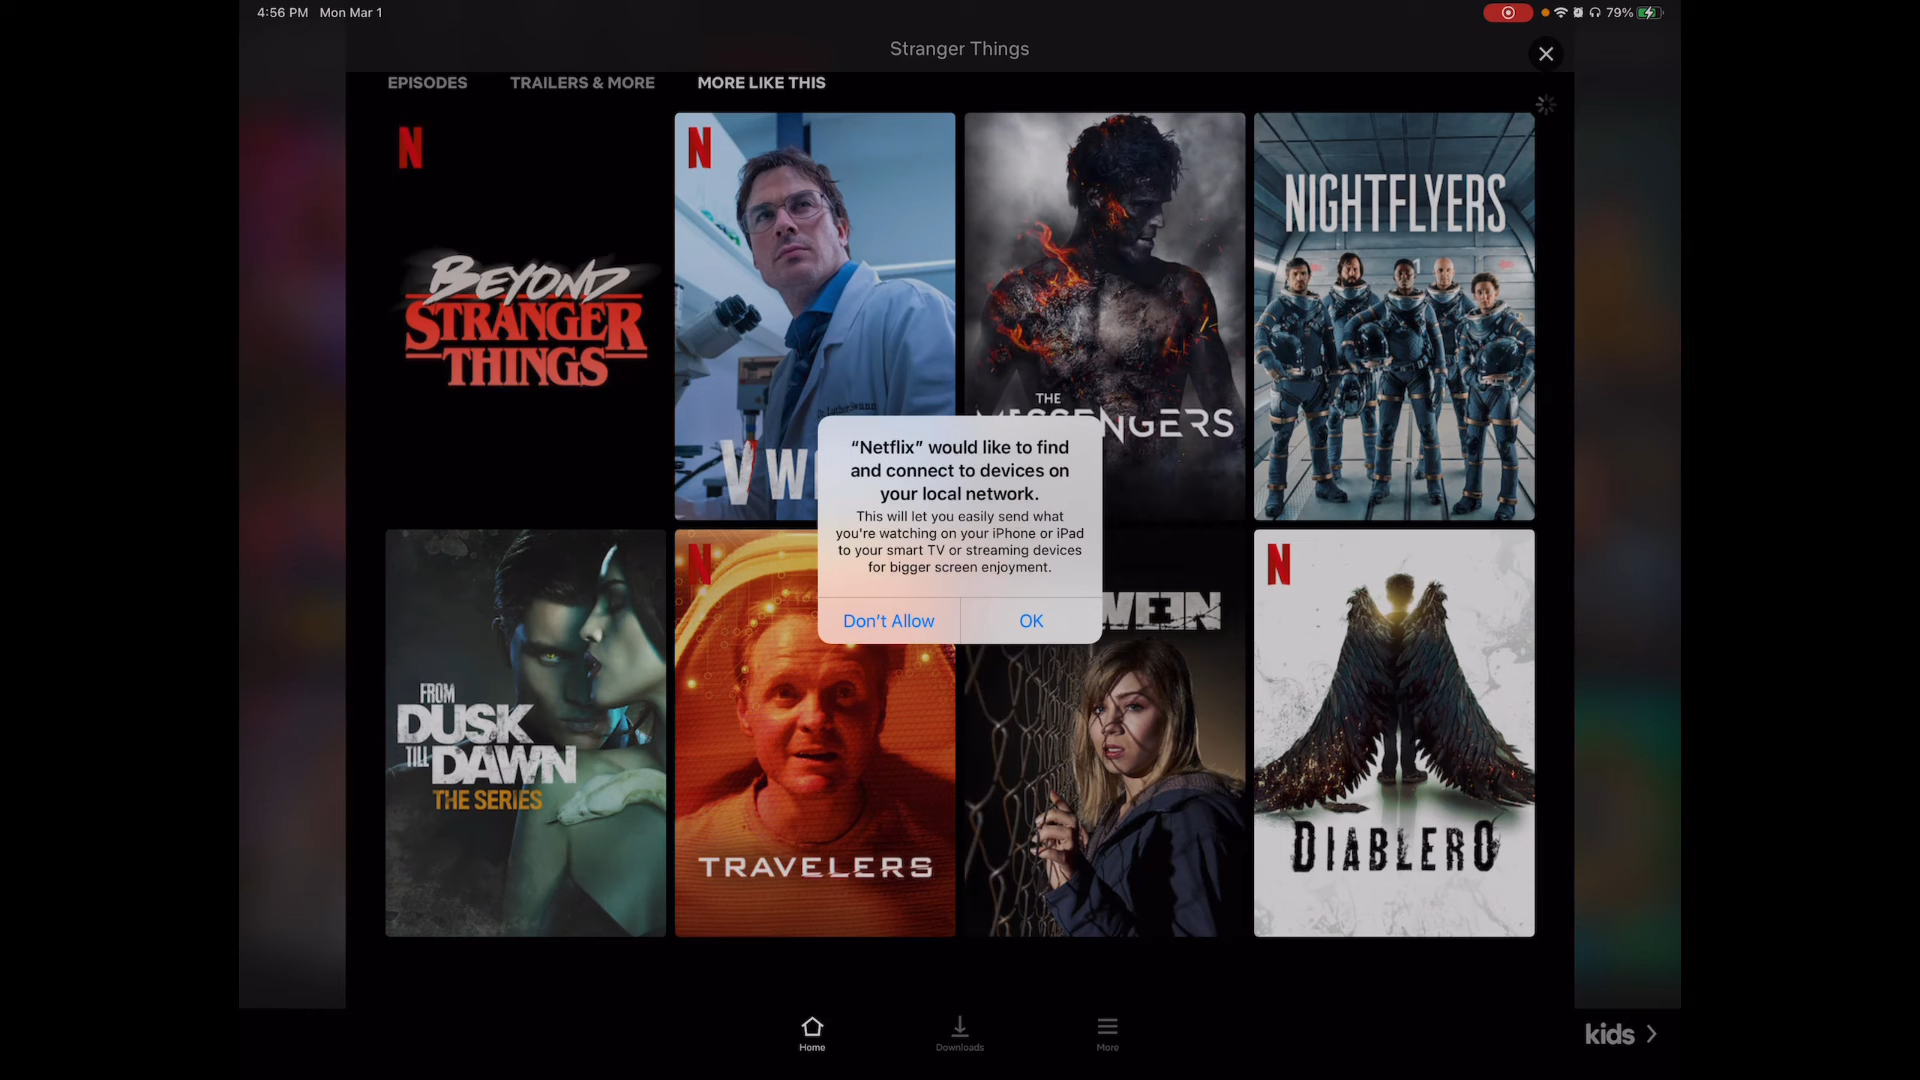 4:56 PM Mon Mar 1
79%
Stranger Things
EPISODES TRAILERS & MORE MORE LIKE THIS
N
BEYOND
STRANGER
THINGS
N
V W
THE
MESSENGERS
NIGHTFLYERS
“Netflix” would like to find
and connect to devices on
your local network.
This will let you easily send what
you're watching on your iPhone or iPad
to your smart TV or streaming devices
for bigger screen enjoyment.
Don’t Allow OK
FROM
DUSK
TILL DAWN
THE SERIES
N
TRAVELERS
WEEN
N
DIABLERO
Home Downloads More
kids